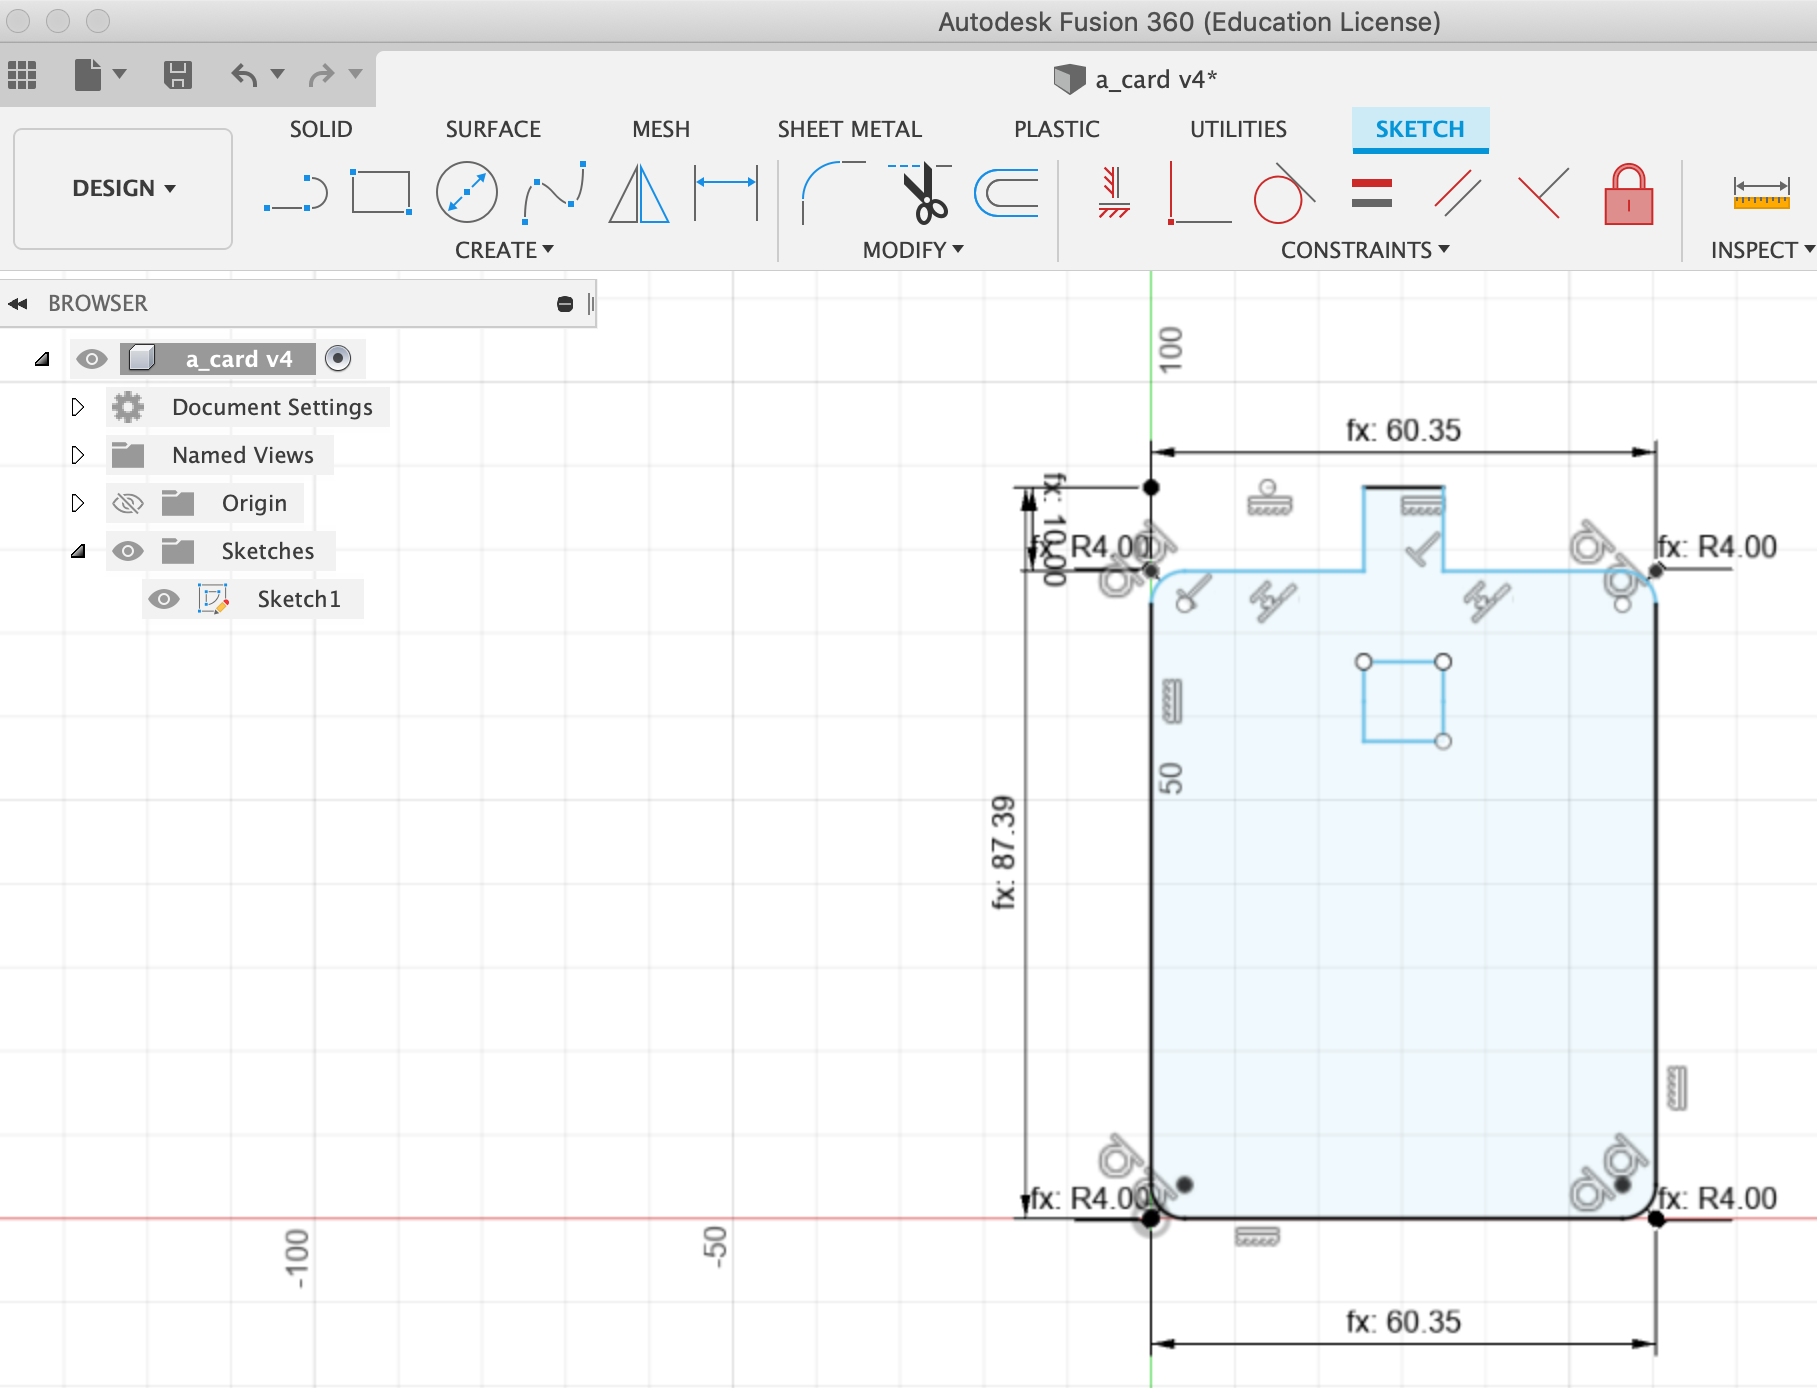 Autodesk Fusion 360 (Education License)
a_card v4*
SOLID SURFACE MESH SHEET METAL PLASTIC UTILITIES SKETCH
DESIGN
CREATE MODIFY CONSTRAINTS INSPECT
BROWSER
a_card v4
Document Settings
Named Views
Origin
Sketches
Sketch1
100
fx: 60.35
fx: 10.00
fx: R4.00
fx: R4.00
50
fx: 87.39
fx: R4.00
fx: R4.00
-100
-50
fx: 60.35